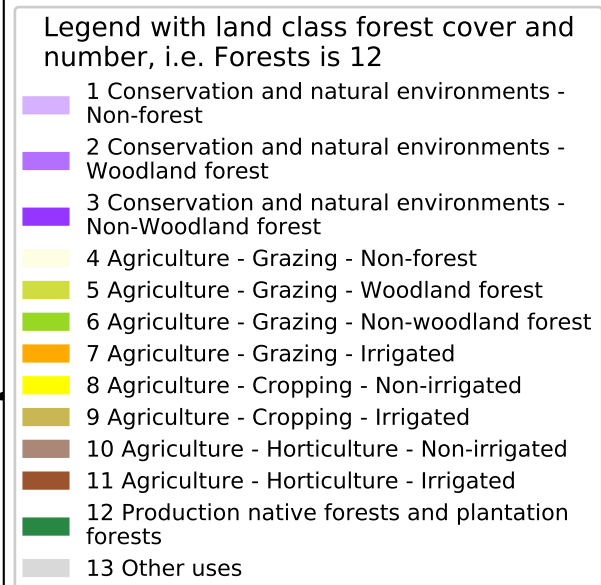 Legend with land class forest cover and
number, i.e. Forests is 12
1 Conservation and natural environments -
Non-forest
2 Conservation and natural environments -
Woodland forest
3 Conservation and natural environments -
Non-Woodland forest
4 Agriculture - Grazing - Non-forest
5 Agriculture - Grazing - Woodland forest
6 Agriculture - Grazing - Non-woodland forest
7 Agriculture - Grazing - Irrigated
8 Agriculture - Cropping - Non-irrigated
9 Agriculture - Cropping - Irrigated
10 Agriculture - Horticulture - Non-irrigated
11 Agriculture - Horticulture - Irrigated
12 Production native forests and plantation
forests
13 Other uses